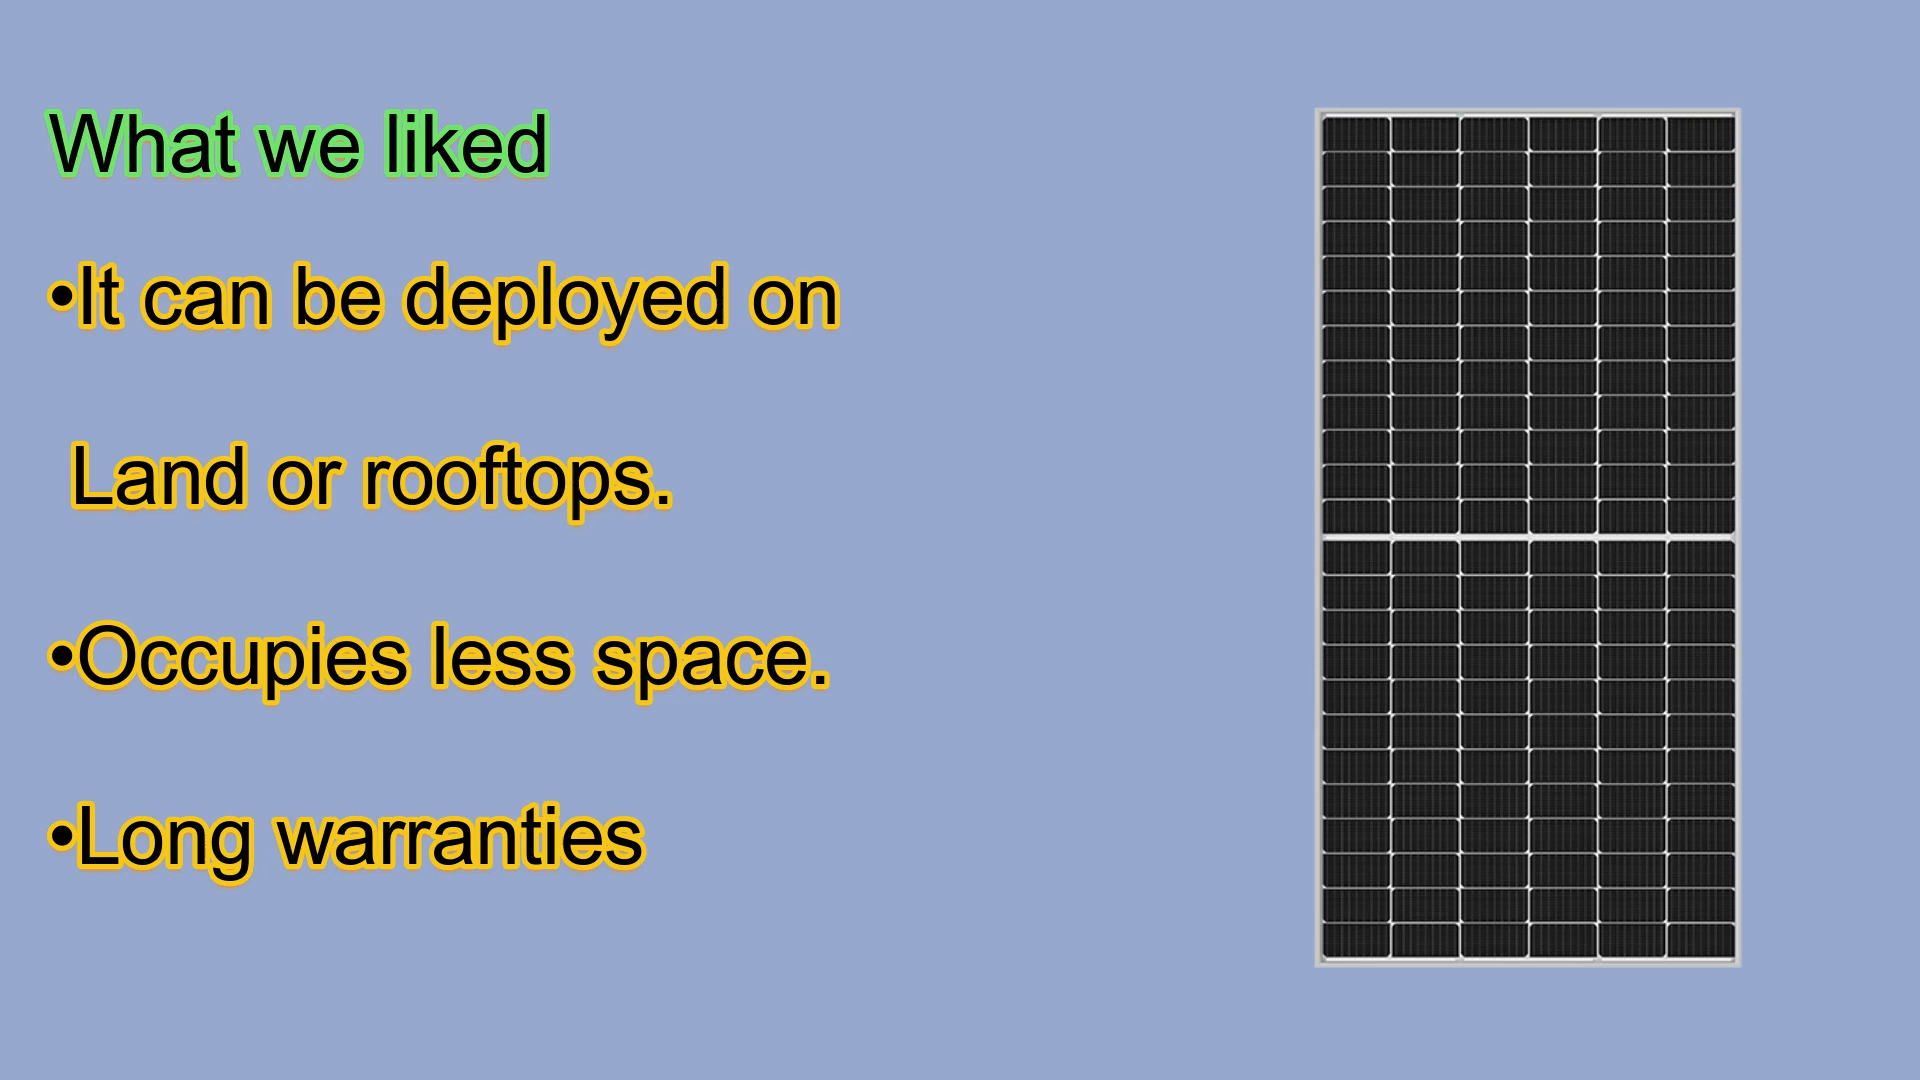 What we liked
•It can be deployed on
Land or rooftops.
•Occupies less space.
•Long warranties